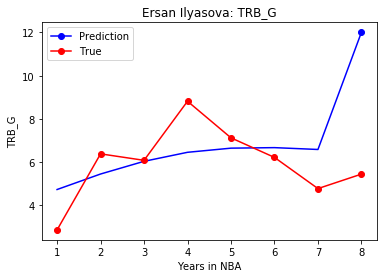 Ersan Ilyasova: TRB_G
Prediction
True
TRB_G
12
10
8
6
4
1 2 3 4 5 6 7 8
Years in NBA